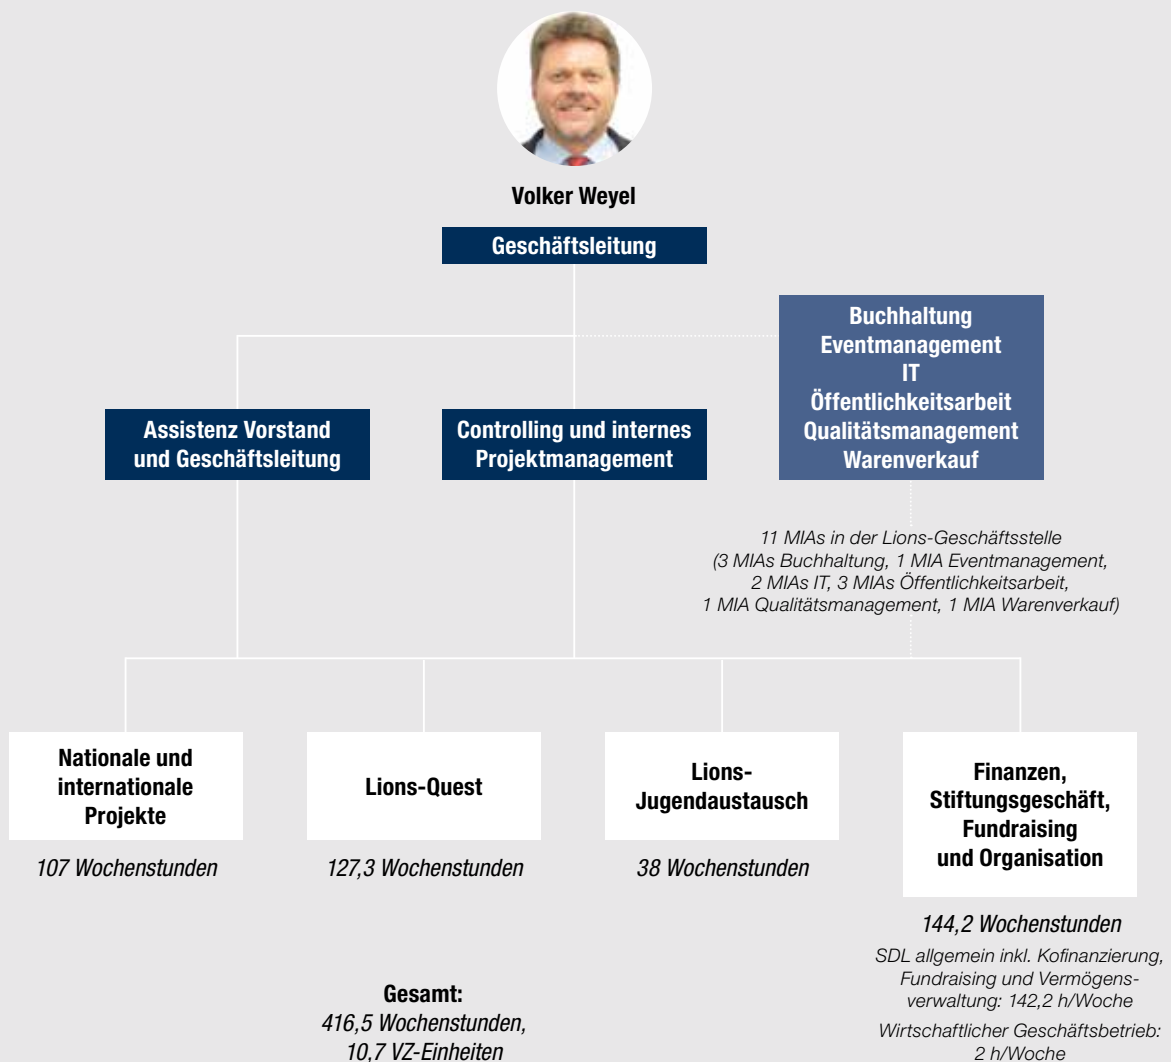 Volker Weyel
Geschäftsleitung
Buchhaltung
Eventmanagement
IT
Öffentlichkeitsarbeit
Qualitätsmanagement
Warenverkauf
Assistenz Vorstand
und Geschäftsleitung
Controlling und internes
Projektmanagement
11 MIAs in der Lions-Geschäftsstelle
(3 MIAs Buchhaltung, 1 MIA Eventmanagement,
2 MIAs IT, 3 MIAs Öffentlichkeitsarbeit,
1 MIA Qualitätsmanagement, 1 MIA Warenverkauf)
Nationale und
internationale
Projekte
107 Wochenstunden
Lions-Quest
127,3 Wochenstunden
Lions-
Jugendaustausch
38 Wochenstunden
Finanzen,
Stiftungsgeschäft,
Fundraising
und Organisation
144,2 Wochenstunden
SDL allgemein inkl. Kofinanzierung,
Fundraising und Vermögens-
verwaltung: 142,2 h/Woche
Wirtschaftlicher Geschäftsbetrieb:
2 h/Woche
Gesamt:
416,5 Wochenstunden,
10,7 VZ-Einheiten